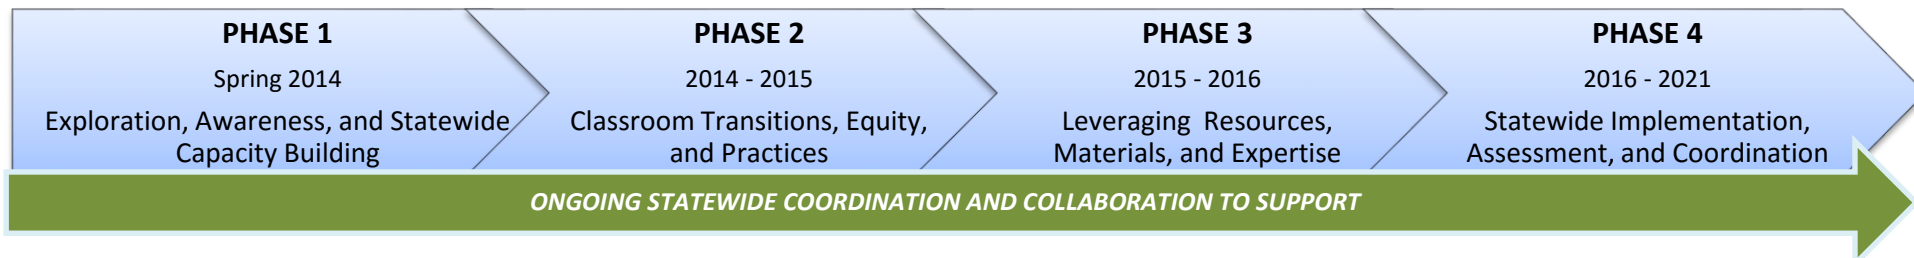 PHASE 1
Spring 2014
Exploration, Awareness, and Statewide
Capacity Building
PHASE 2
2014 - 2015
Classroom Transitions, Equity,
and Practices
PHASE 3
2015 - 2016
Leveraging  Resources,
Materials, and Expertise
PHASE 4
2016 - 2021
Statewide Implementation,
Assessment, and Coordination
ONGOING STATEWIDE COORDINATION AND COLLABORATION TO SUPPORT